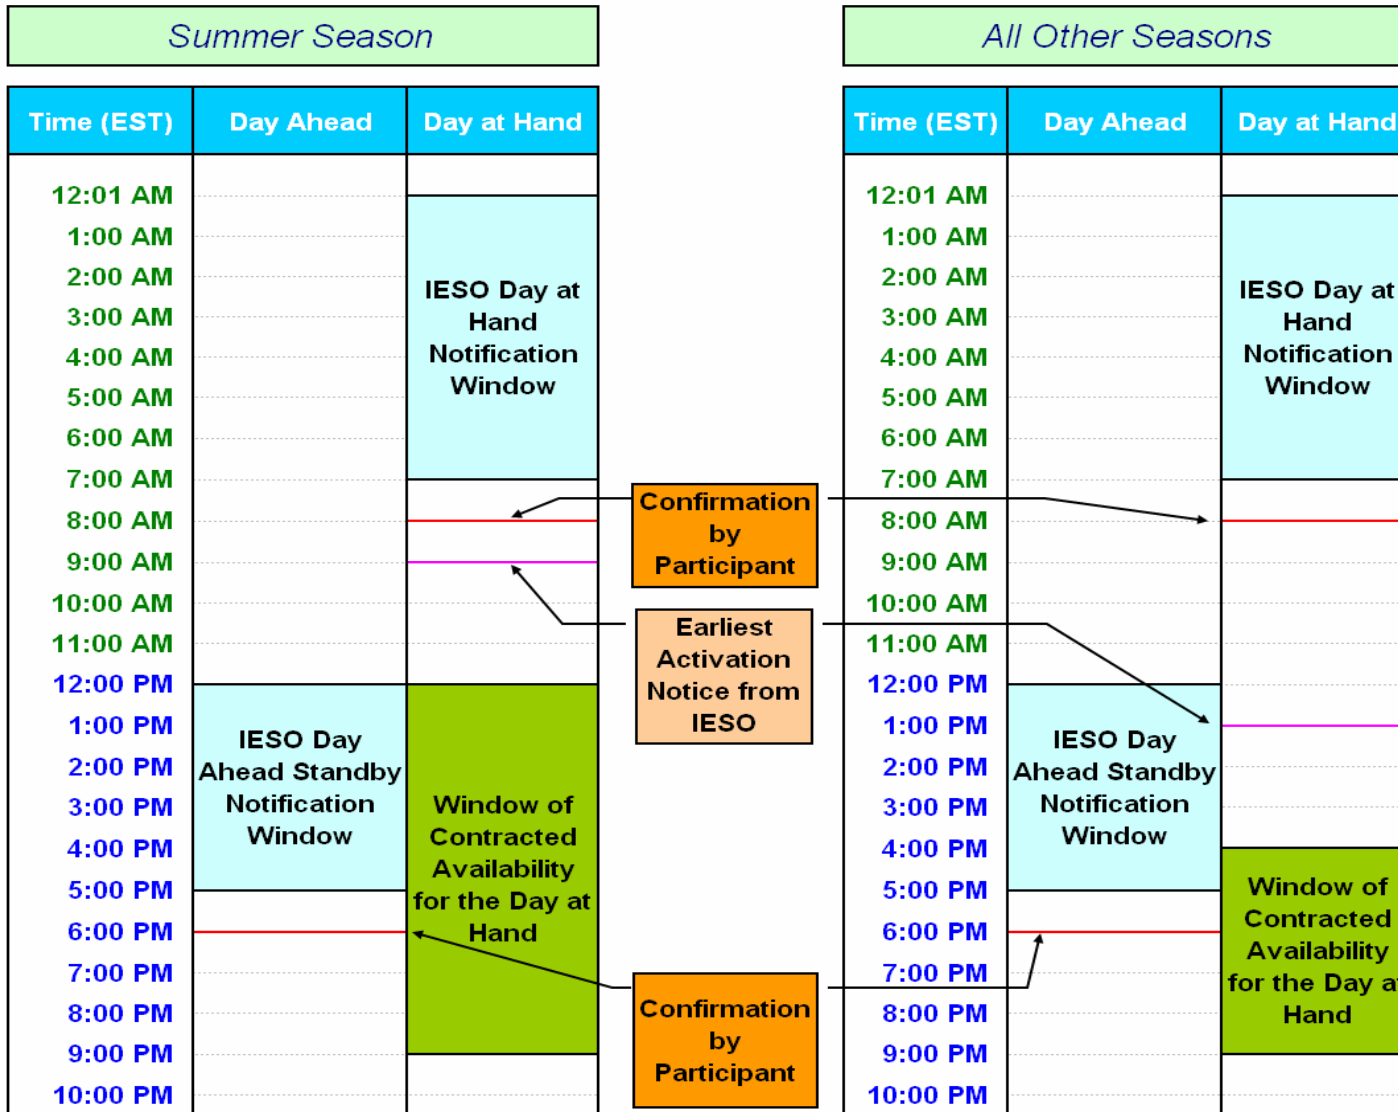 Summer Season
Time (EST)
Day Ahead
Day at Hand
12:01 AM
1:00 AM
2:00 AM
3:00 AM
4:00 AM
5:00 AM
6:00 AM
7:00 AM
8:00 AM
9:00 AM
10:00 AM
11:00 AM
12:00 PM
1:00 PM
2:00 PM
3:00 PM
4:00 PM
5:00 PM
6:00 PM
7:00 PM
8:00 PM
9:00 PM
10:00 PM
IESO Day
Ahead Standby
Notification
Window
IESO Day at
Hand
Notification
Window
Window of
Contracted
Availability
for the Day at
Hand
Confirmation
by
Participant
Earliest
Activation
Notice from
IESO
Confirmation
by
Participant
All Other Seasons
Time (EST)
Day Ahead
Day at Hand
12:01 AM
1:00 AM
2:00 AM
3:00 AM
4:00 AM
5:00 AM
6:00 AM
7:00 AM
8:00 AM
9:00 AM
10:00 AM
11:00 AM
12:00 PM
1:00 PM
2:00 PM
3:00 PM
4:00 PM
5:00 PM
6:00 PM
7:00 PM
8:00 PM
9:00 PM
10:00 PM
IESO Day
Ahead Standby
Notification
Window
IESO Day at
Hand
Notification
Window
Window of
Contracted
Availability
for the Day at
Hand